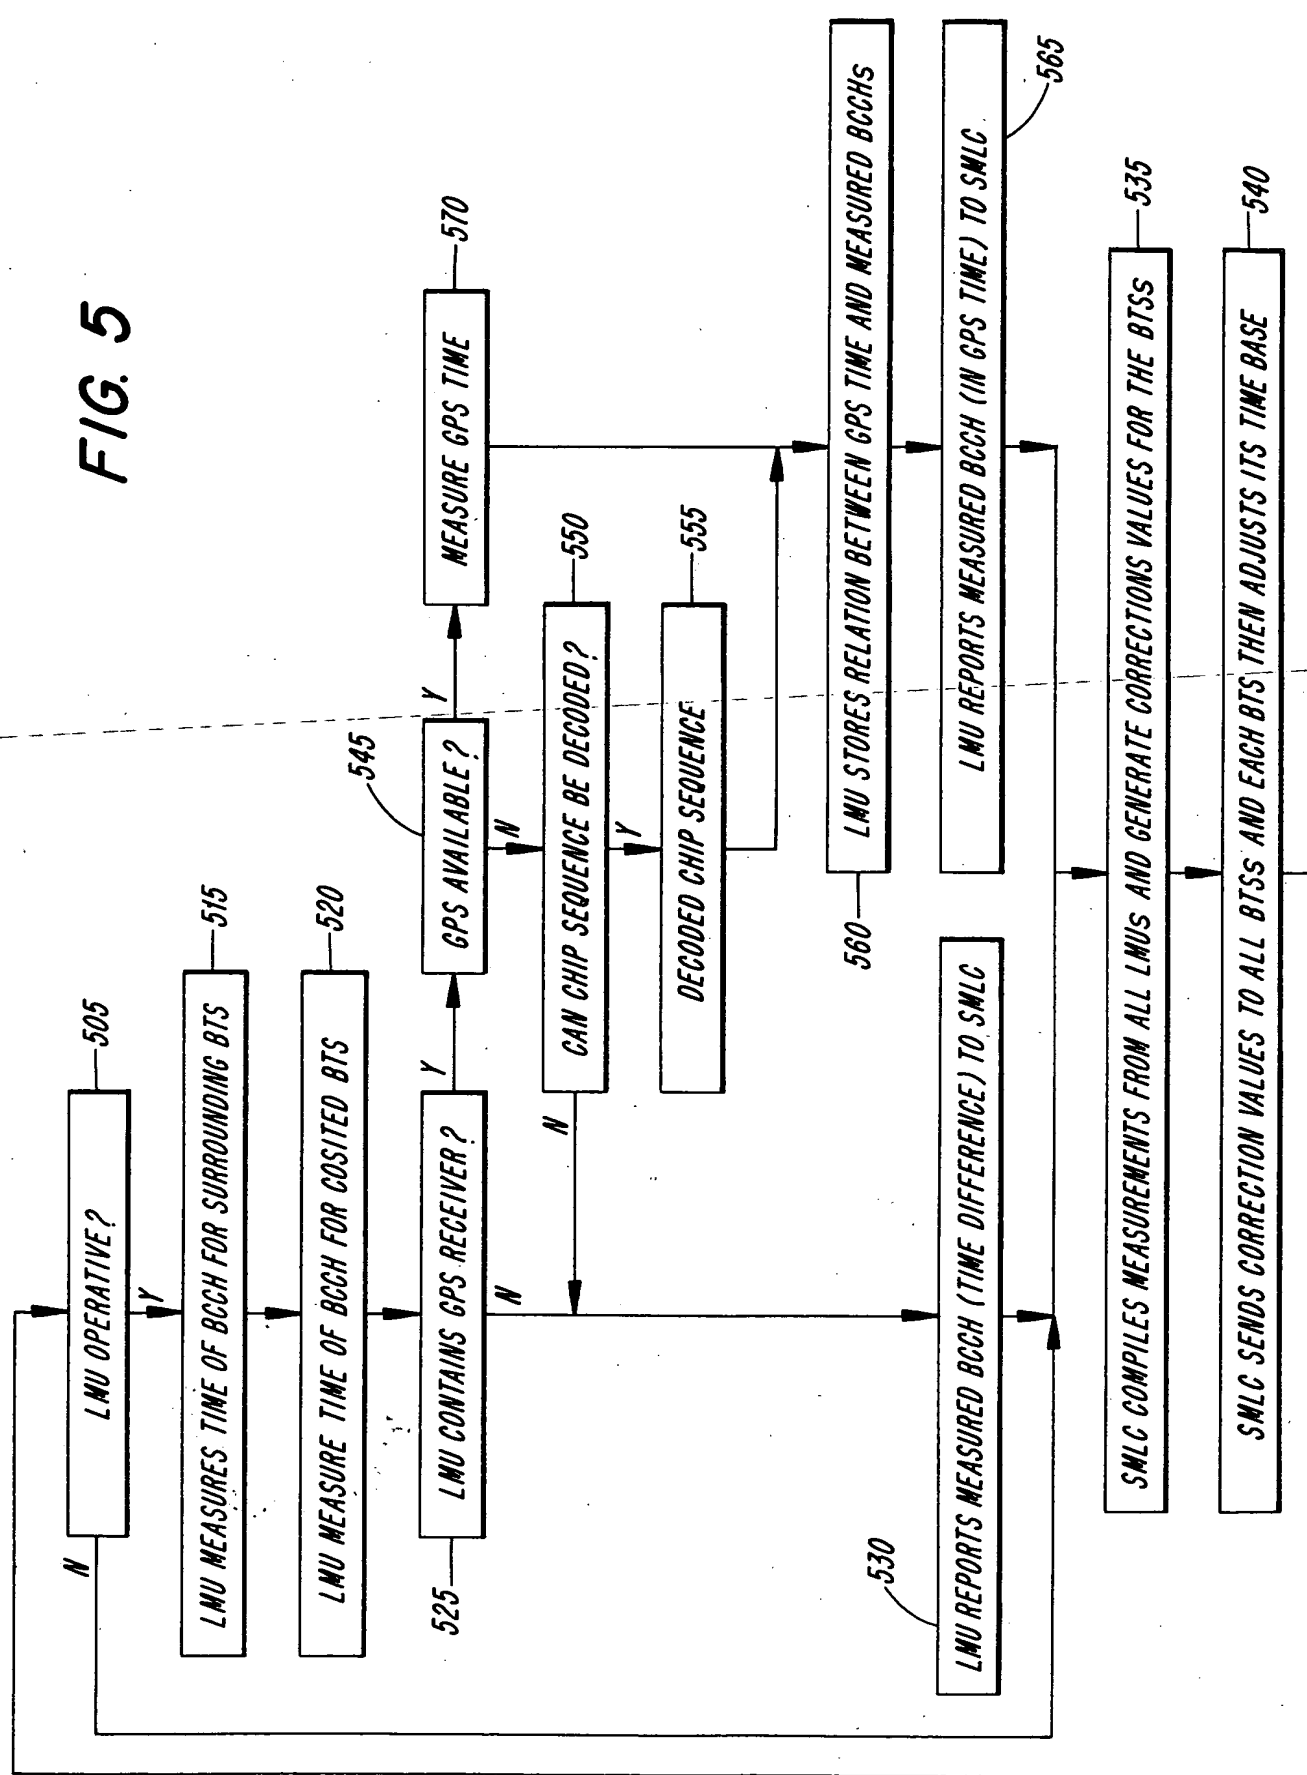 FIG. 5
LMU OPERATIVE?
505
N
Y
LMU MEASURES TIME OF BCCH FOR SURROUNDING BTS
515
LMU MEASURE TIME OF BCCH FOR COSITED BTS
520
525
LMU CONTAINS GPS RECEIVER?
Y
N
GPS AVAILABLE?
545
Y
N
MEASURE GPS TIME
570
CAN CHIP SEQUENCE BE DECODED?
550
N
Y
DECODED CHIP SEQUENCE
555
560
LMU STORES RELATION BETWEEN GPS TIME AND MEASURED BCCHs
530
LMU REPORTS MEASURED BCCH (TIME DIFFERENCE) TO SMLC
LMU REPORTS MEASURED BCCH (IN GPS TIME) TO SMLC
565
SMLC COMPILES MEASUREMENTS FROM ALL LMUs AND GENERATE CORRECTIONS VALUES FOR THE BTSs
535
SMLC SENDS CORRECTION VALUES TO ALL BTSs AND EACH BTS THEN ADJUSTS ITS TIME BASE
540